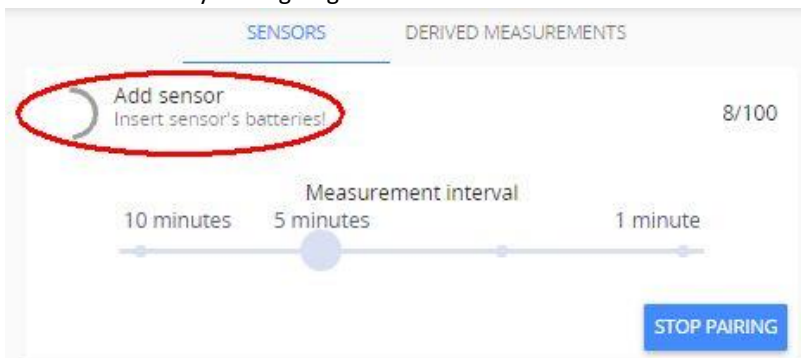 SENSORS DERIVED MEASUREMENTS
Add sensor
Insert sensor's batteries!
8/100
Measurement interval
10 minutes 5 minutes 1 minute
STOP PAIRING